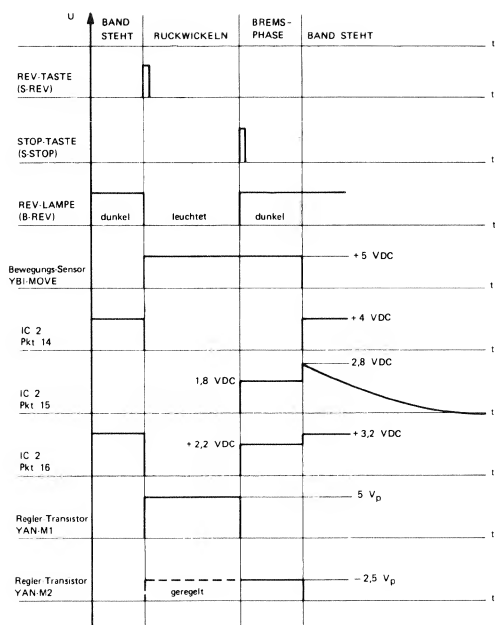 U
BAND STEHT
RUCKWICKELN
BREMS-PHASE
BAND STEHT
t
REV-TASTE
(S-REV)
t
STOP-TASTE
(S-STOP)
t
REV-LAMPE
(B-REV)
dunkel
leuchtet
dunkel
t
Bewegungs-Sensor
YBI-MOVE
+ 5 VDC
t
IC 2
Pkt 14
+ 4 VDC
t
IC 2
Pkt 15
1,8 VDC
2,8 VDC
t
IC 2
Pkt 16
+ 2,2 VDC
+ 3,2 VDC
t
Regler-Transistor
YAN-M1
5 Vp
t
Regler-Transistor
YAN-M2
geregelt
– 2,5 Vp
t